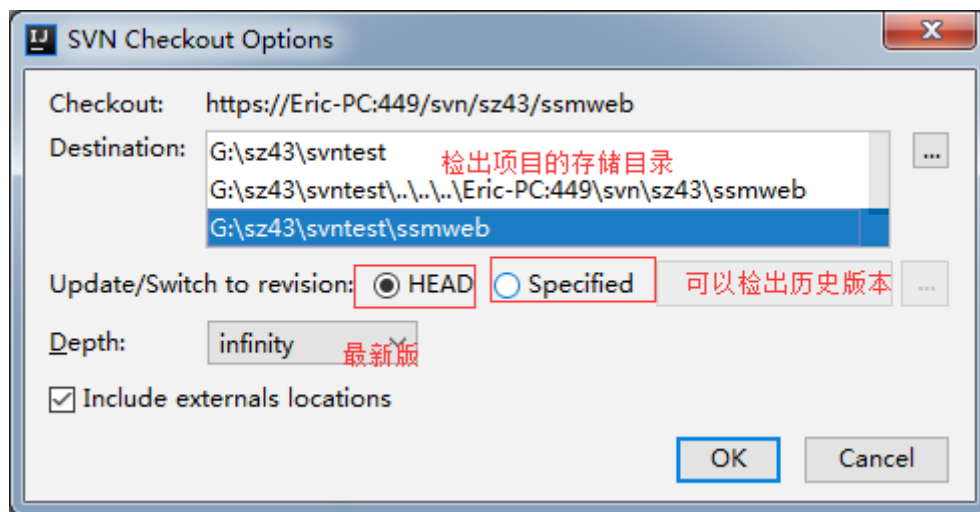 IJ SVN Checkout Options
Checkout: https://Eric-PC:449/svn/sz43/ssmweb
Destination: G:\sz43\svntest
检出项目的存储目录
...
G:\sz43\svntest\..\..\..\Eric-PC:449\svn\sz43\ssmweb
G:\sz43\svntest\ssmweb
Update/Switch to revision: HEAD Specified 可以检出历史版本 ...
Depth: infinity 最新版
Include externals locations
OK Cancel